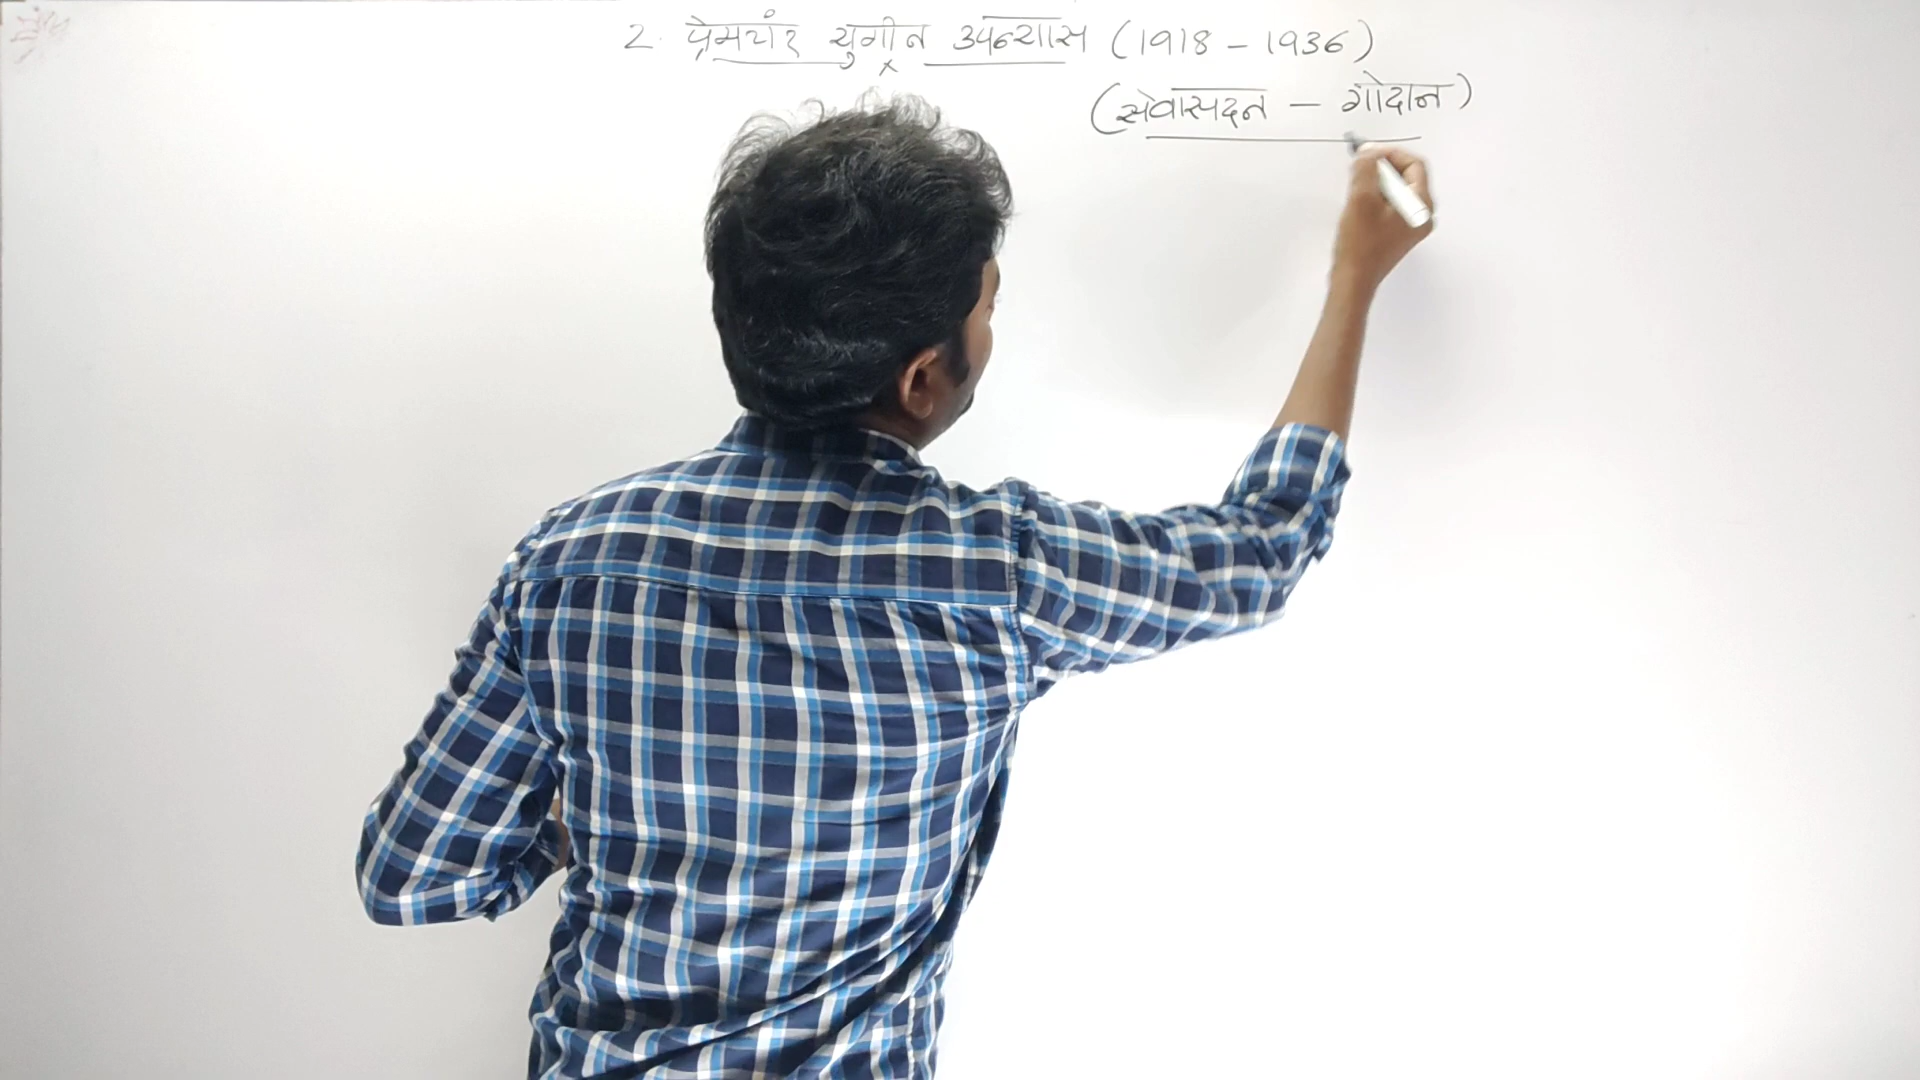 2. प्रेमचंद युगीन उपन्यास (1918 - 1936)
(सेवासदन - गोदान)